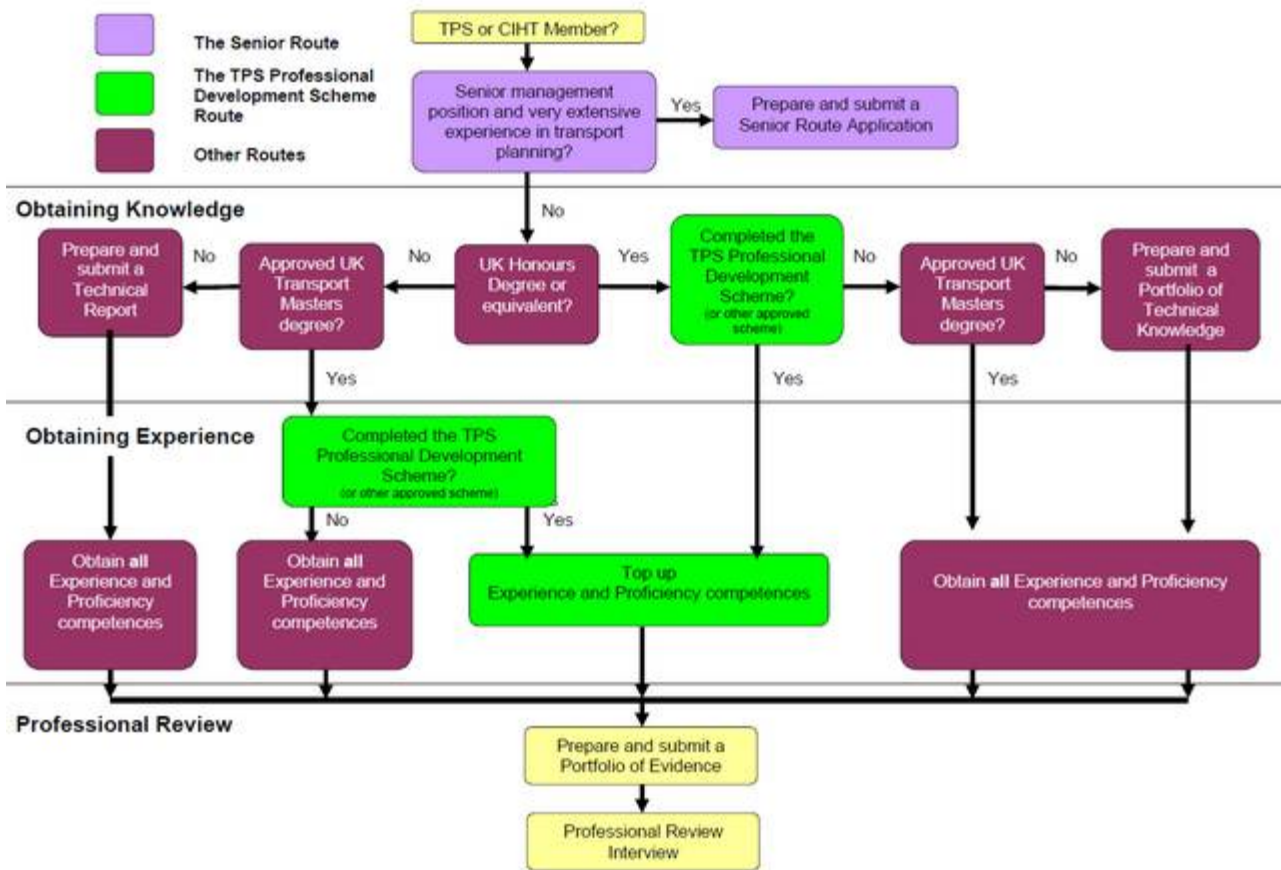 The Senior Route
The TPS Professional
Development Scheme
Route
Other Routes
TPS or CIHT Member?
Senior management
position and very extensive
experience in transport
planning?
Yes
Prepare and submit a
Senior Route Application
No
Obtaining Knowledge
Prepare and
submit a
Technical
Report
No
Approved UK
Transport
Masters
degree?
No
UK Honours
Degree or
equivalent?
Yes
Completed the
TPS Professional
Development
Scheme?
(or other approved
scheme)
No
Approved UK
Transport
Masters
degree?
No
Prepare and
submit a
Portfolio of
Technical
Knowledge
Yes
Yes
Yes
Obtaining Experience
Completed the TPS
Professional Development
Scheme?
(or other approved scheme)
s
No
Yes
Obtain all
Experience and
Proficiency
competences
Obtain all
Experience and
Proficiency
competences
Top up
Experience and Proficiency competences
Obtain all Experience and Proficiency
competences
Professional Review
Prepare and submit a
Portfolio of Evidence
Professional Review
Interview